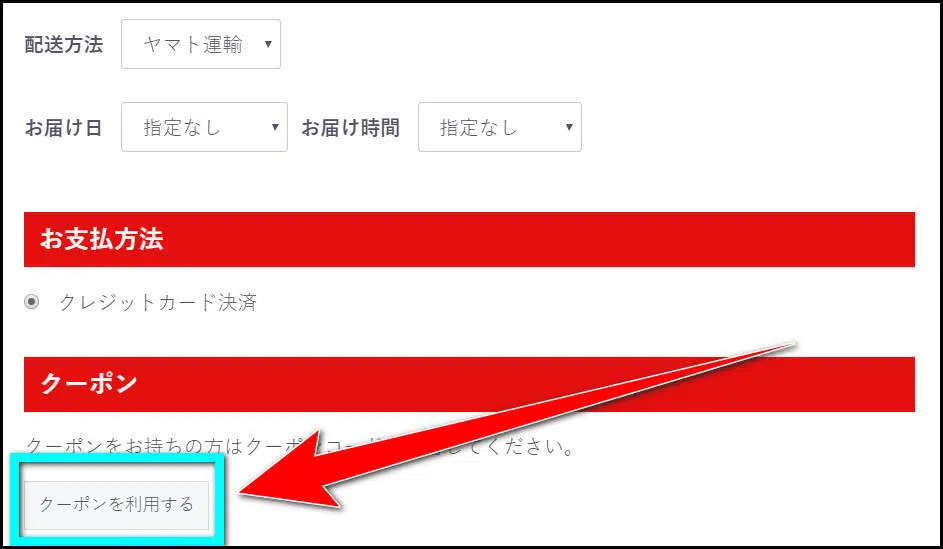 配送方法 ヤマト運輸
お届け日 指定なし お届け時間 指定なし
お支払方法
クレジットカード決済
クーポン
クーポンをお持ちの方はクーポンコード してください。
クーポンを利用する